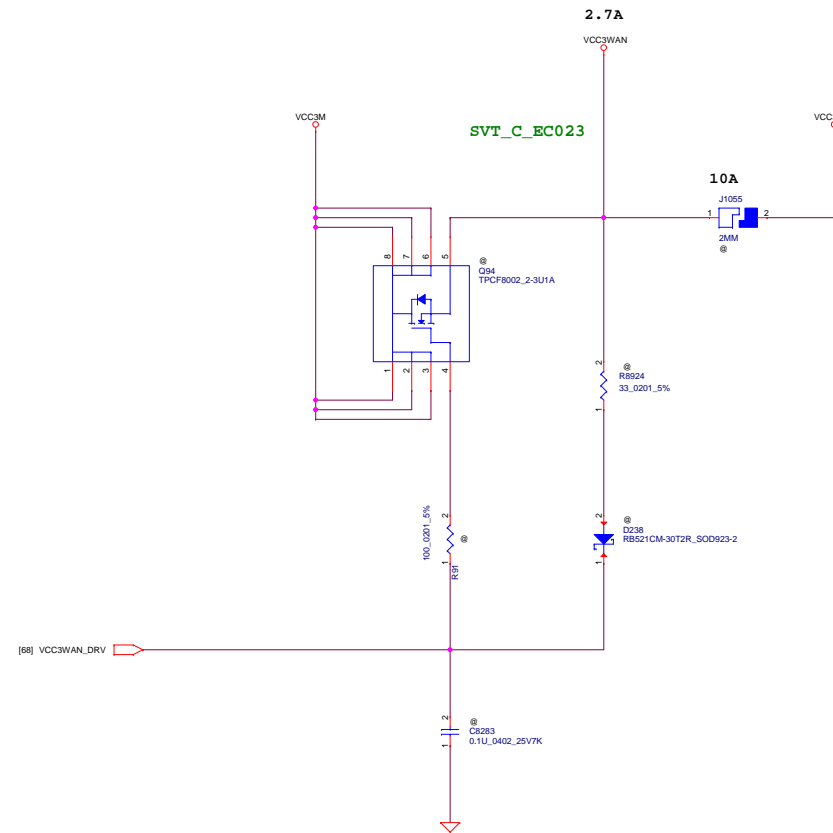 2.7A
VCC3WAN
VCC3M
VCC
SVT_C_EC023
10A
J1055
1
2
2MM
@
8
7
6
5
@
Q94
TPCF8002_2-3U1A
1
2
3
4
2
@
R8924
33_0201_5%
1
100_0201_5%
2
@
1
R91
2
@
D238
RB521CM-30T2R_SOD923-2
1
[68] VCC3WAN_DRV
2
@
C8283
0.1U_0402_25V7K
1